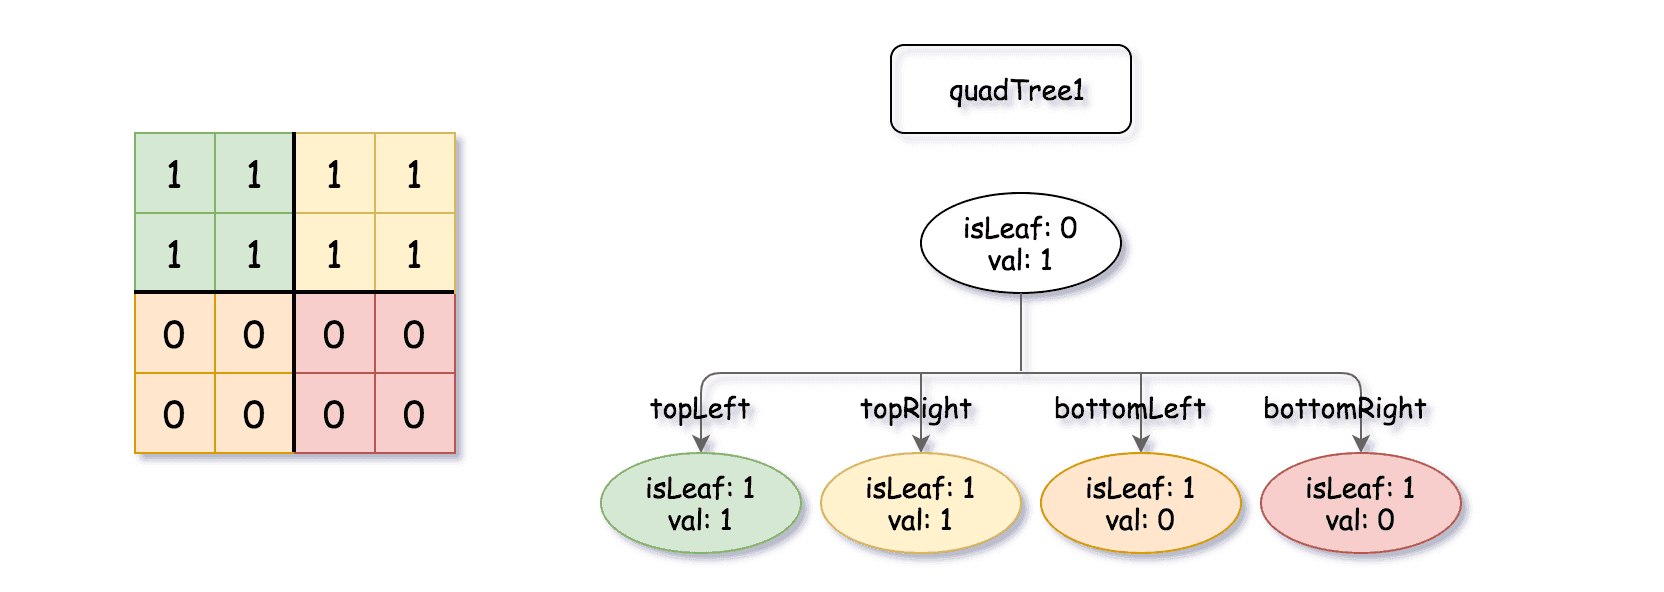 quadTree1
1 1 1 1
1 1 1 1
0 0 0 0
0 0 0 0
isLeaf: 0
val: 1
topLeft topRight bottomLeft bottomRight
isLeaf: 1 isLeaf: 1 isLeaf: 1 isLeaf: 1
val: 1 val: 1 val: 0 val: 0